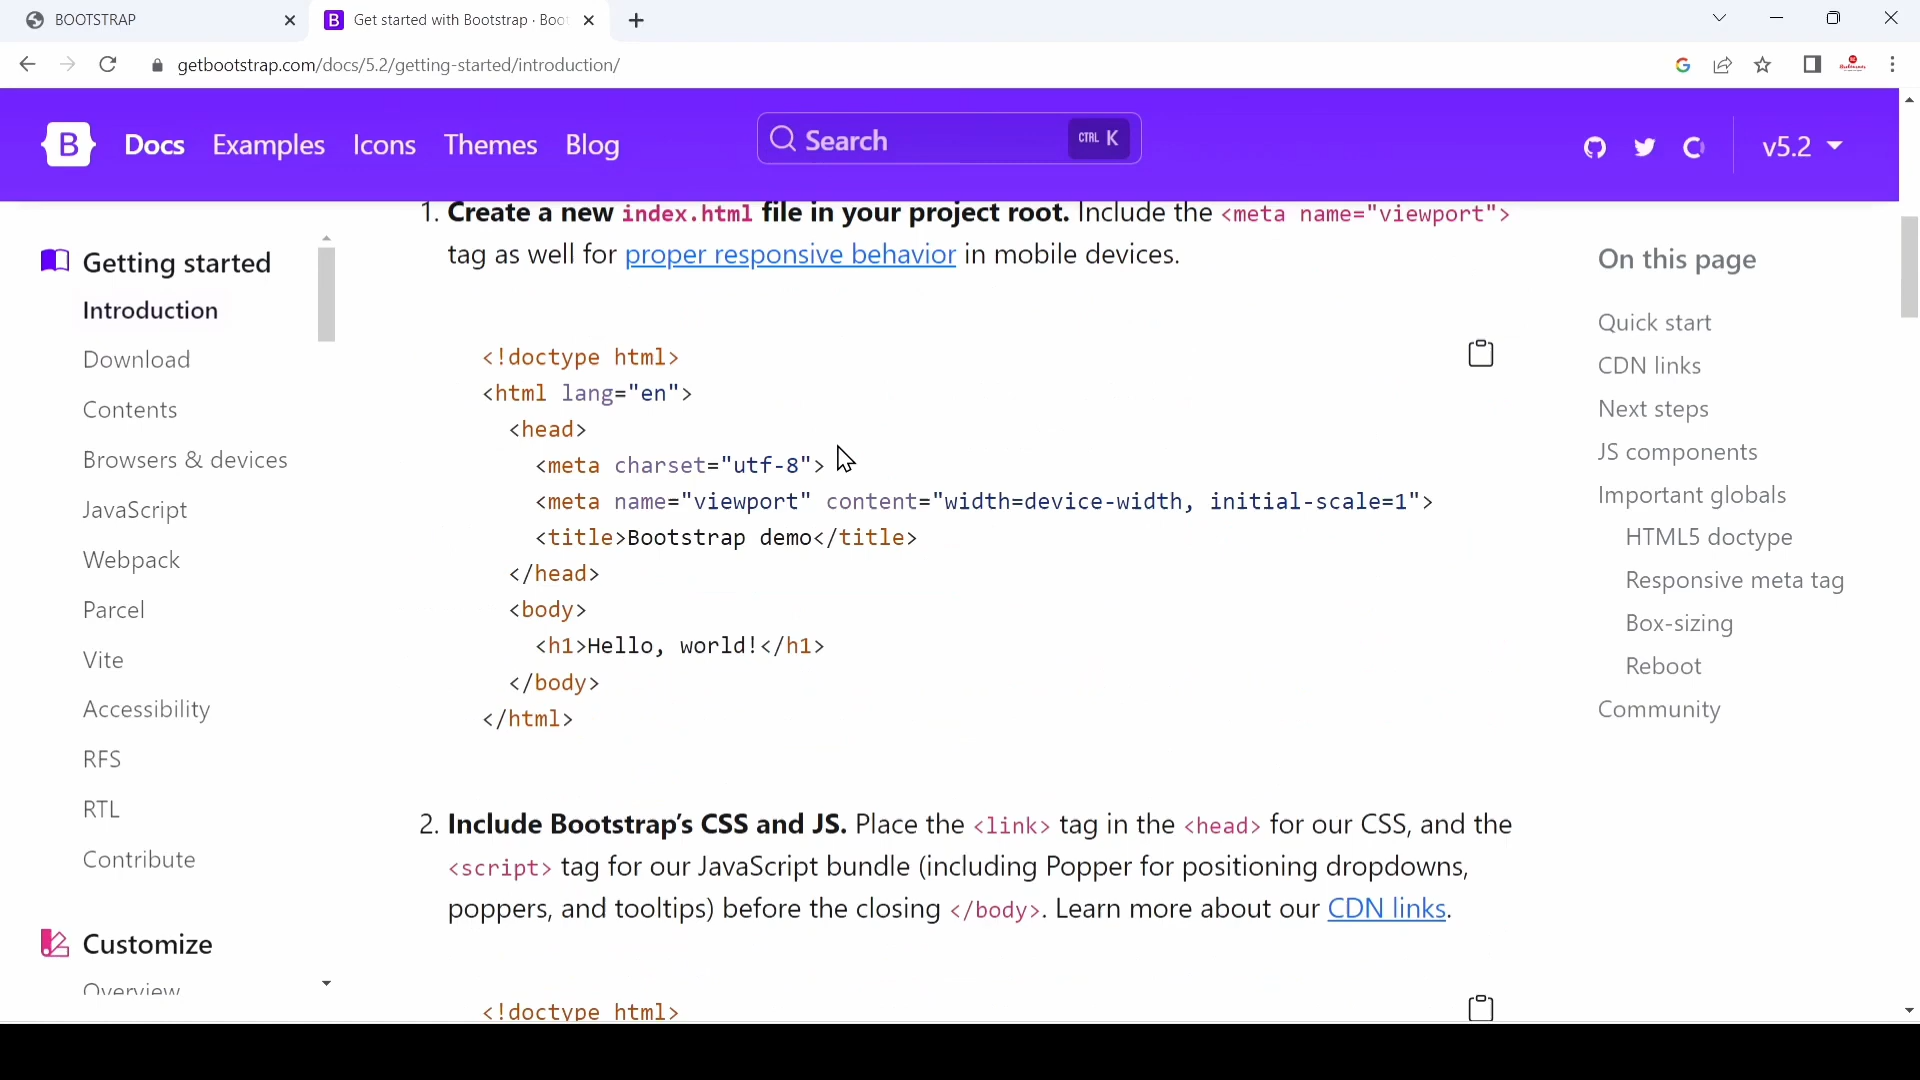 BOOTSTRAP
Get started with Bootstrap · Boot
getbootstrap.com/docs/5.2/getting-started/introduction/
B Docs Examples Icons Themes Blog
Search CTRL K
v5.2
Getting started
Introduction
Download
Contents
Browsers & devices
JavaScript
Webpack
Parcel
Vite
Accessibility
RFS
RTL
Contribute
Customize
Overview
1. Create a new index.html file in your project root. Include the <meta name="viewport">
tag as well for proper responsive behavior in mobile devices.
<!doctype html>
<html lang="en">
<head>
<meta charset="utf-8">
<meta name="viewport" content="width=device-width, initial-scale=1">
<title>Bootstrap demo</title>
</head>
<body>
<h1>Hello, world!</h1>
</body>
</html>
2. Include Bootstrap’s CSS and JS. Place the <link> tag in the <head> for our CSS, and the
<script> tag for our JavaScript bundle (including Popper for positioning dropdowns,
poppers, and tooltips) before the closing </body>. Learn more about our CDN links.
<!doctype html>
On this page
Quick start
CDN links
Next steps
JS components
Important globals
HTML5 doctype
Responsive meta tag
Box-sizing
Reboot
Community